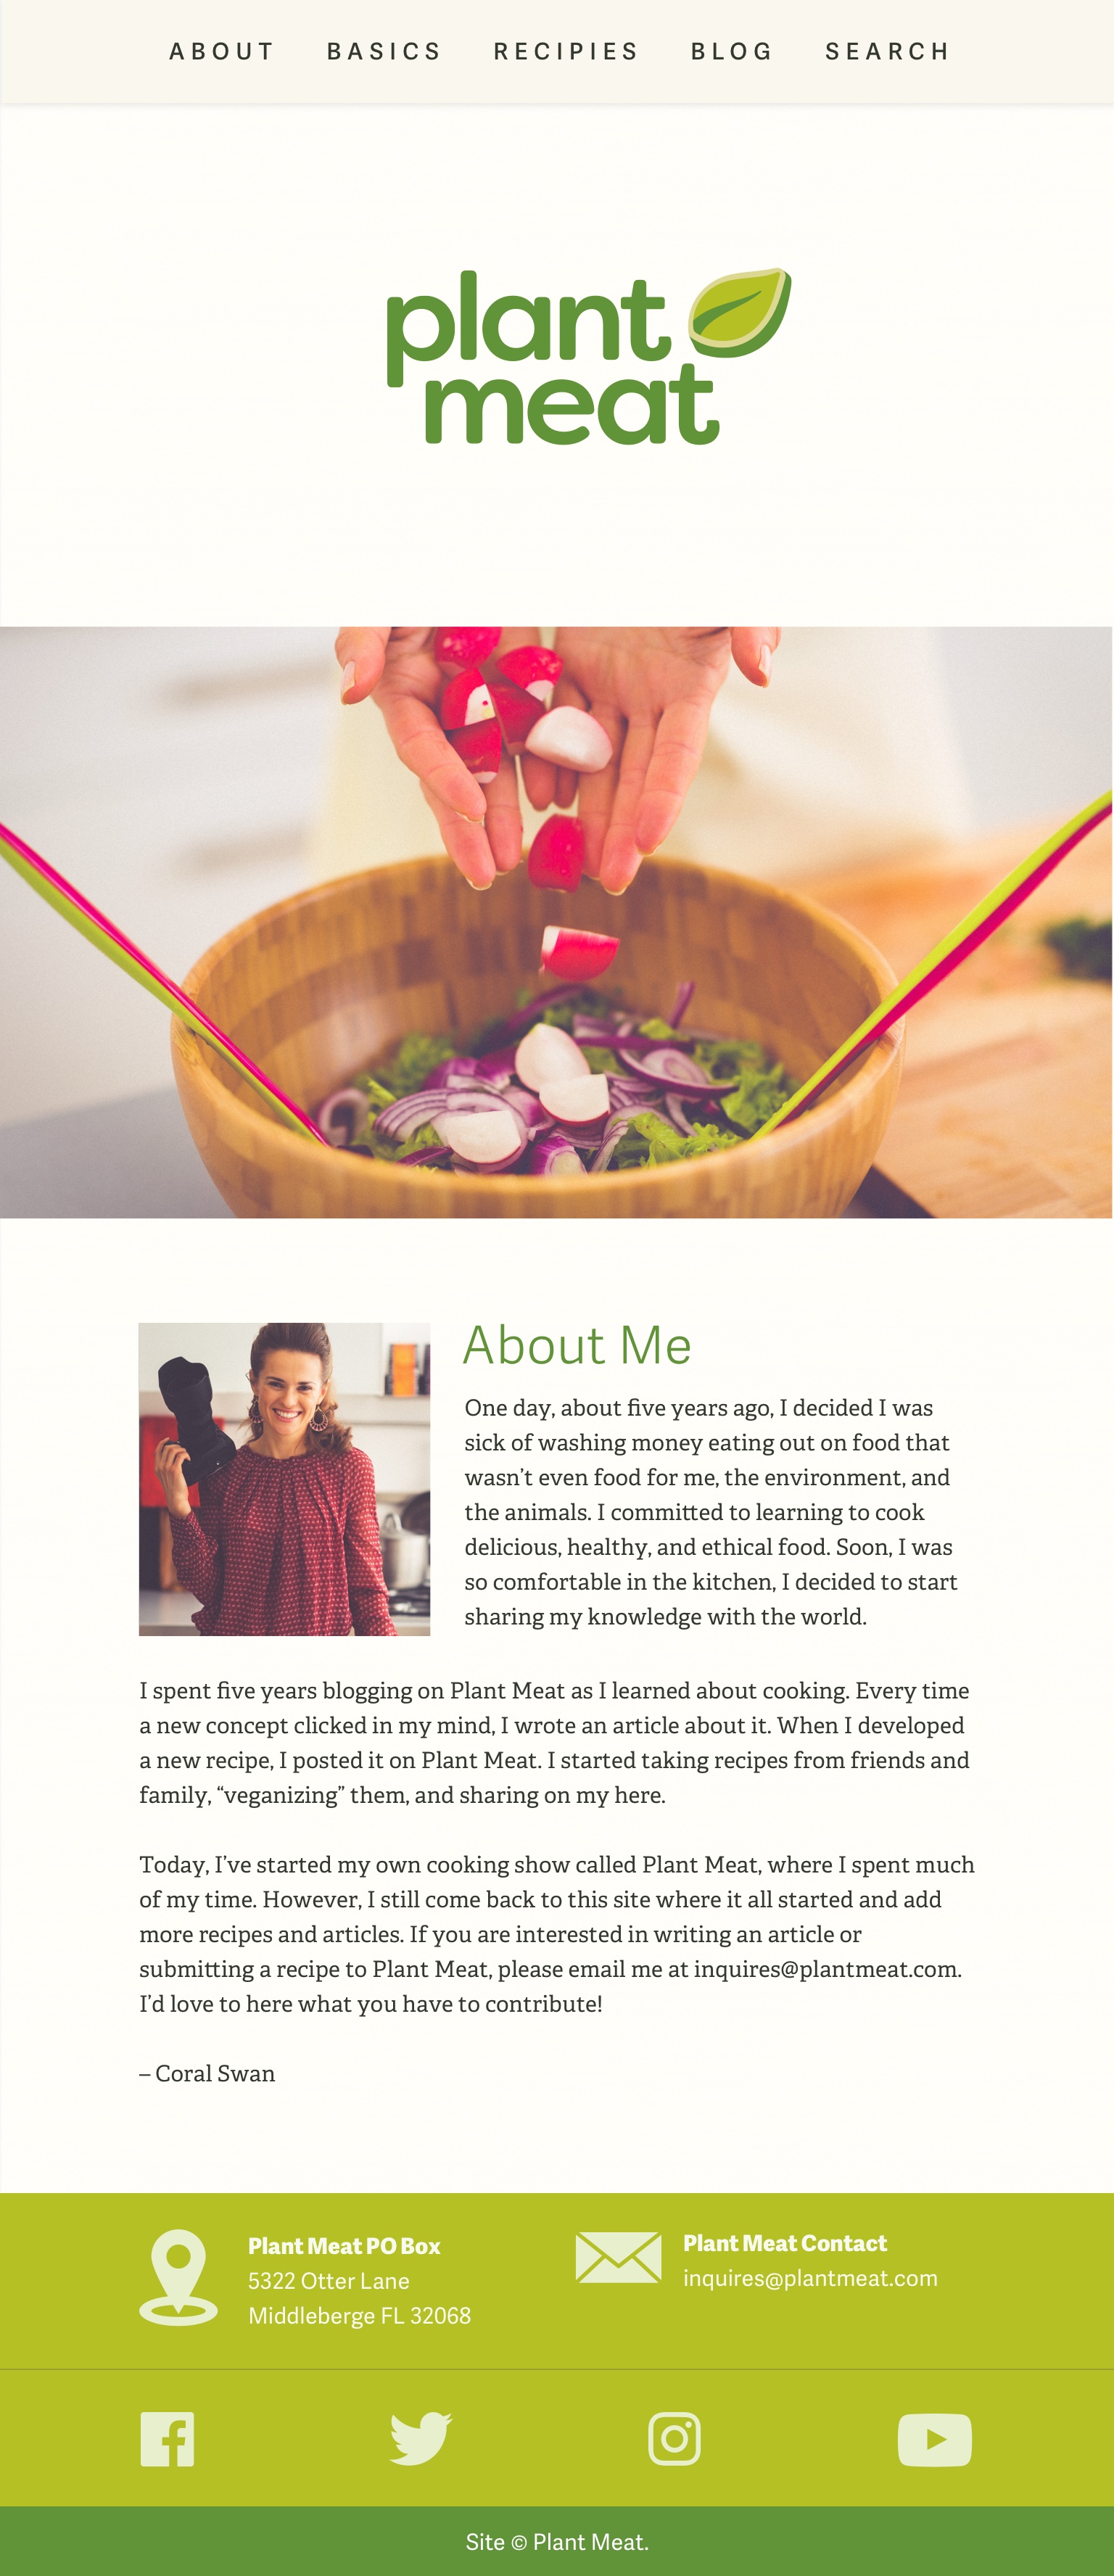 ABOUT BASICS RECIPIES BLOG SEARCH
plant
meat
About Me
One day, about five years ago, I decided I was
sick of washing money eating out on food that
wasn’t even food for me, the environment, and
the animals. I committed to learning to cook
delicious, healthy, and ethical food. Soon, I was
so comfortable in the kitchen, I decided to start
sharing my knowledge with the world.
I spent five years blogging on Plant Meat as I learned about cooking. Every time
a new concept clicked in my mind, I wrote an article about it. When I developed
a new recipe, I posted it on Plant Meat. I started taking recipes from friends and
family, “veganizing” them, and sharing on my here.
Today, I’ve started my own cooking show called Plant Meat, where I spent much
of my time. However, I still come back to this site where it all started and add
more recipes and articles. If you are interested in writing an article or
submitting a recipe to Plant Meat, please email me at inquires@plantmeat.com.
I’d love to here what you have to contribute!
– Coral Swan
Plant Meat PO Box
5322 Otter Lane
Middleberge FL 32068
Plant Meat Contact
inquires@plantmeat.com
Site © Plant Meat.